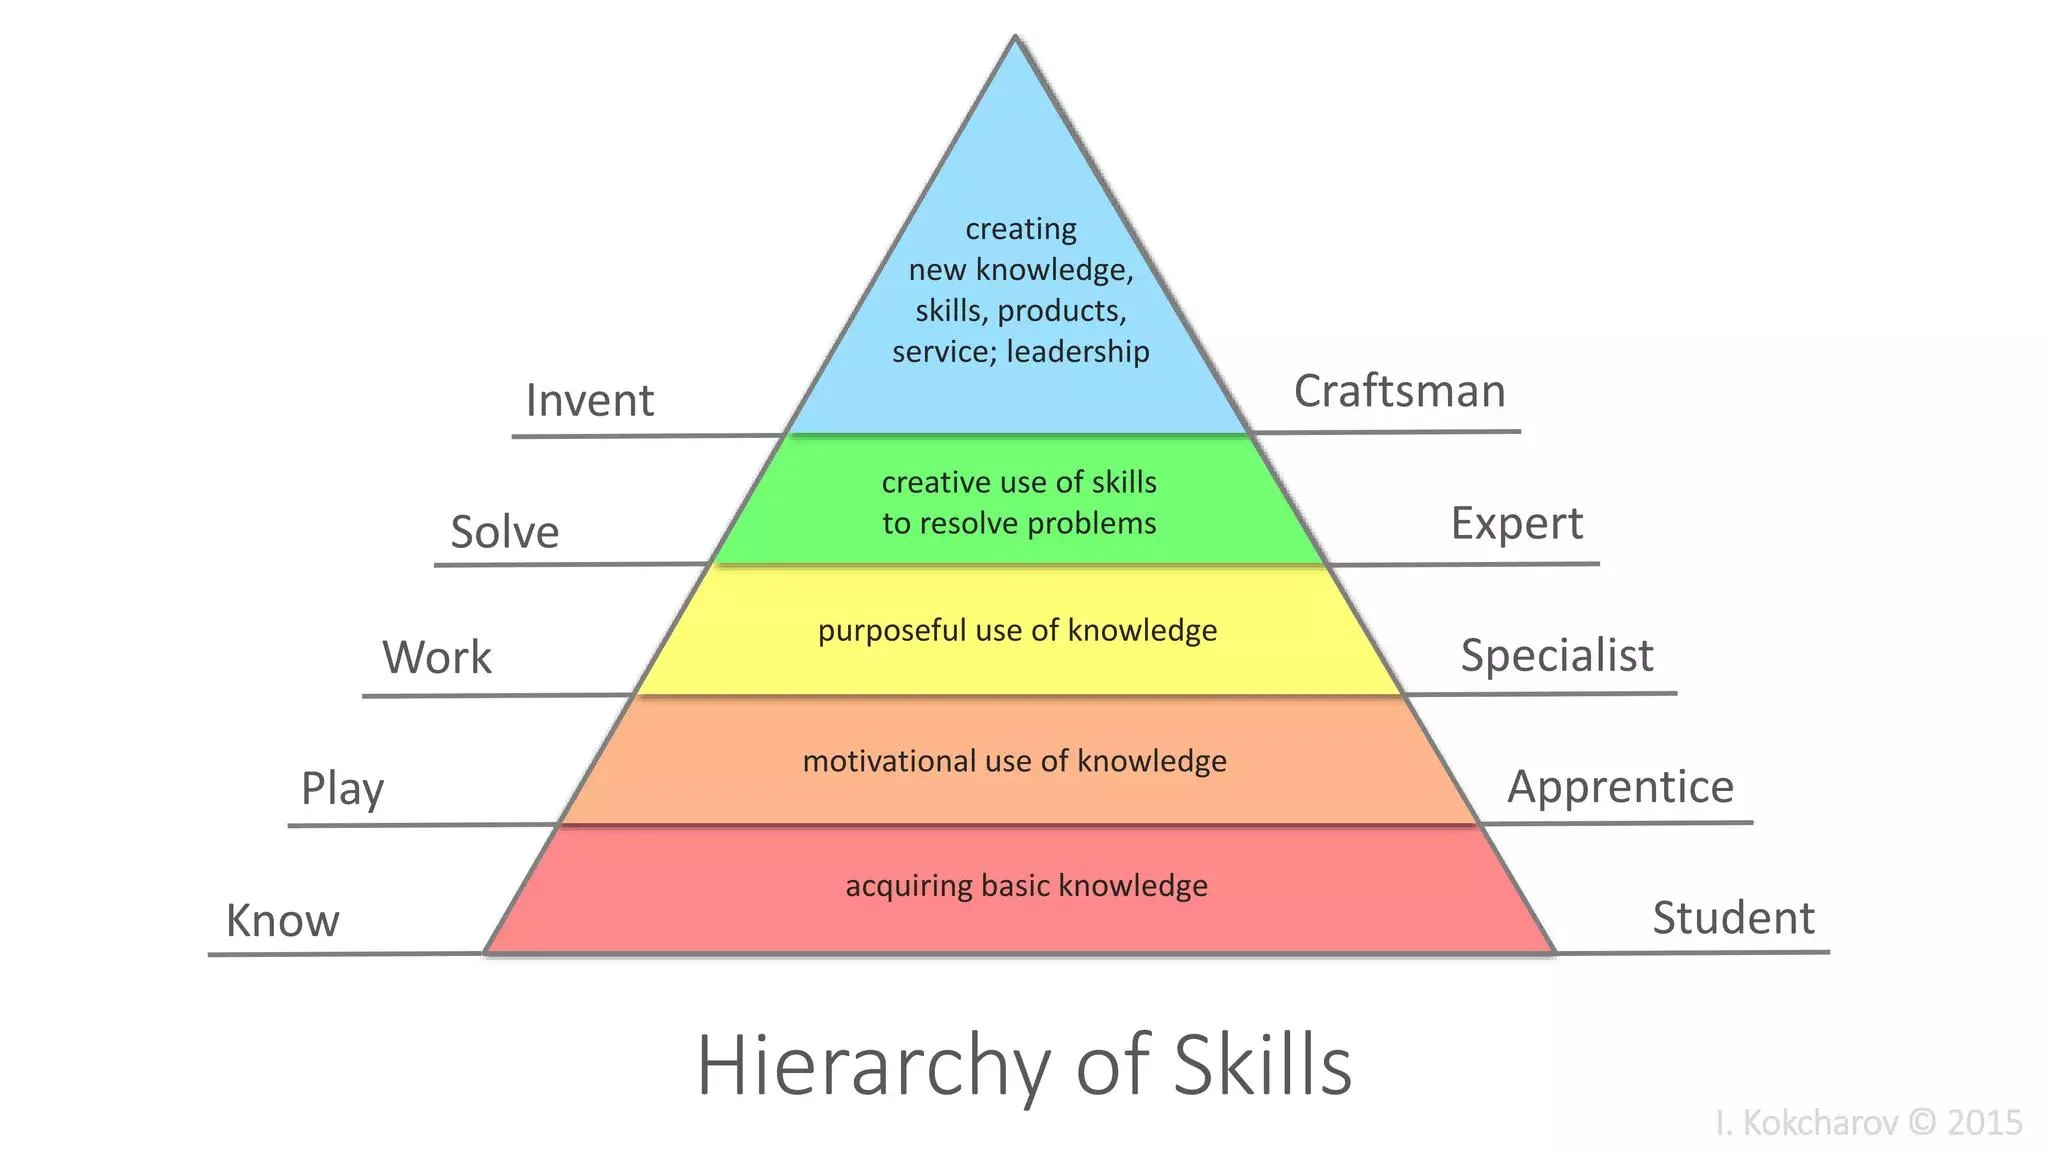 creating
new knowledge,
skills, products,
service; leadership
Invent
Craftsman
creative use of skills
to resolve problems
Solve
Expert
purposeful use of knowledge
Work
Specialist
motivational use of knowledge
Play
Apprentice
acquiring basic knowledge
Know
Student
Hierarchy of Skills
I. Kokcharov © 2015